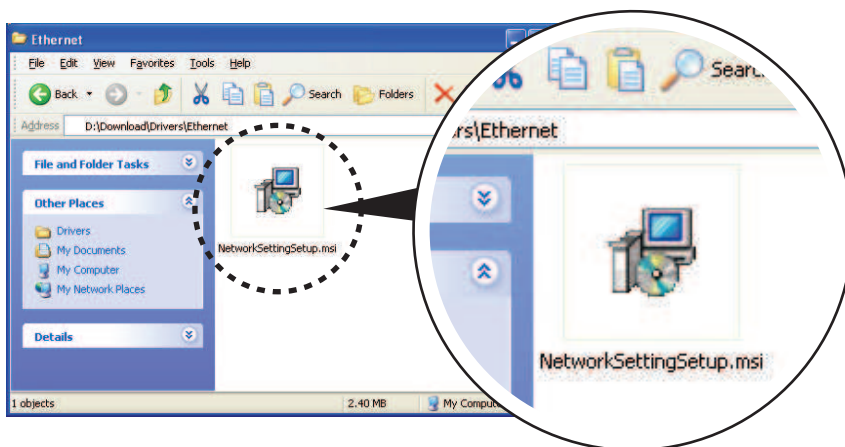 Ethernet
File Edit View Favorites Tools Help
Back Search Folders
Address D:\Download\Drivers\Ethernet
File and Folder Tasks
Other Places
Drivers
My Documents
My Computer
My Network Places
Details
NetworkSettingSetup.msi
1 objects 2.40 MB My Comput
Searc
rs\Ethernet
NetworkSettingSetup.msi